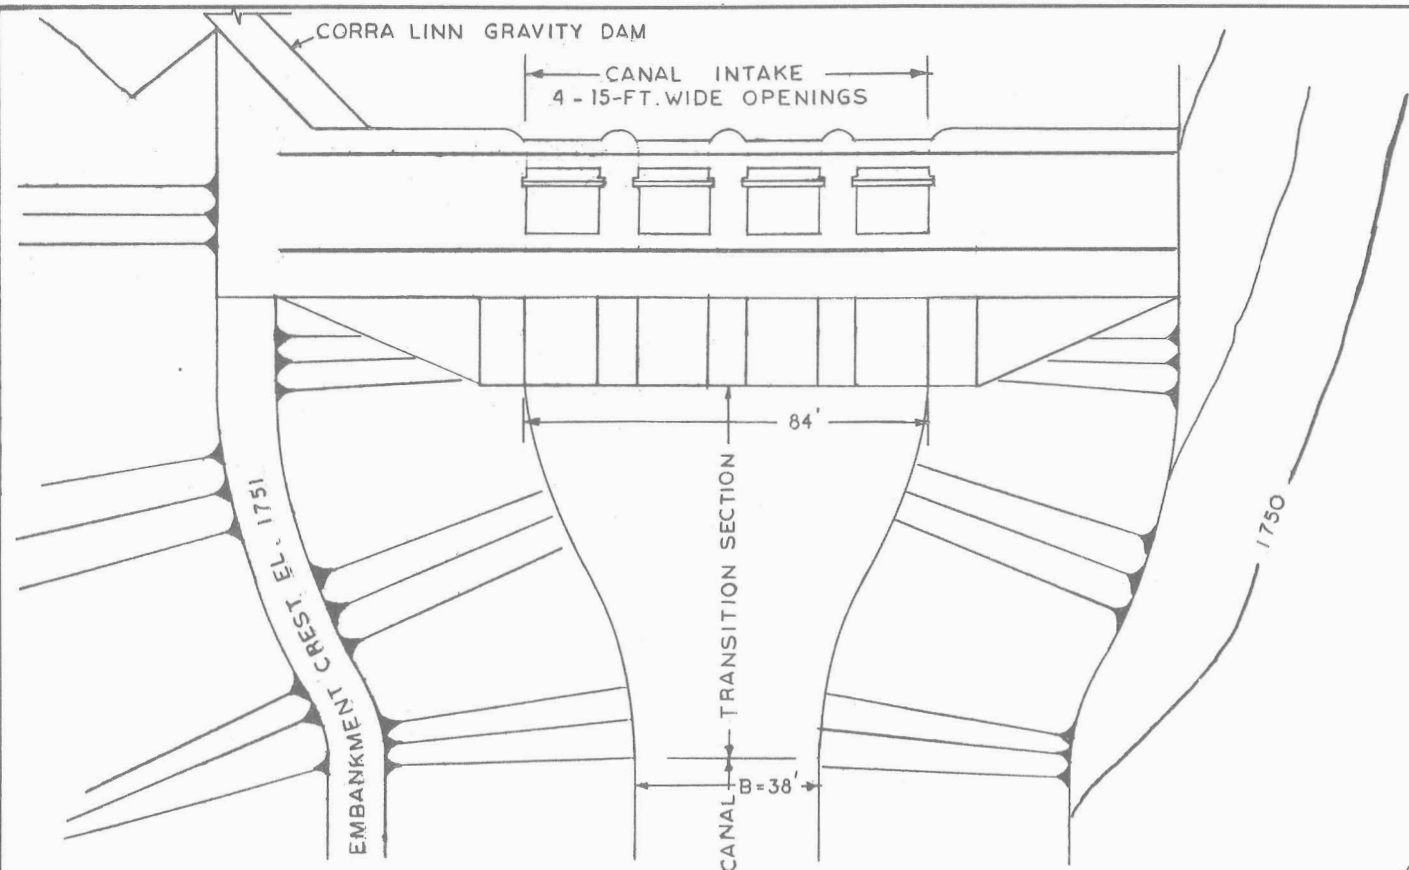 CORRA LINN GRAVITY DAM
CANAL INTAKE
4-15-FT. WIDE OPENINGS
84'
TRANSITION SECTION
EMBANKMENT CREST EL. 1751
1750
B=38'
CANAL